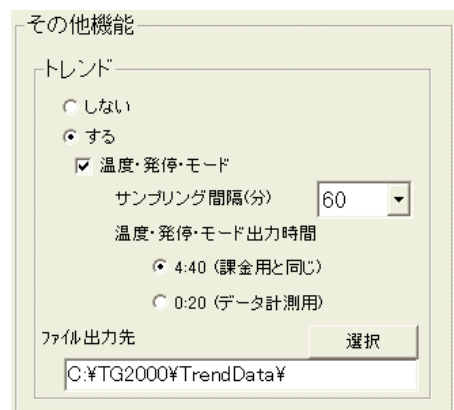 その他機能
トレンド
しない
する
温度・発停・モード
サンプリング間隔(分) 60
温度・発停・モード出力時間
4:40 (課金用と同じ)
0:20 (データ計測用)
ファイル出力先 選択
C:¥TG2000¥TrendData¥